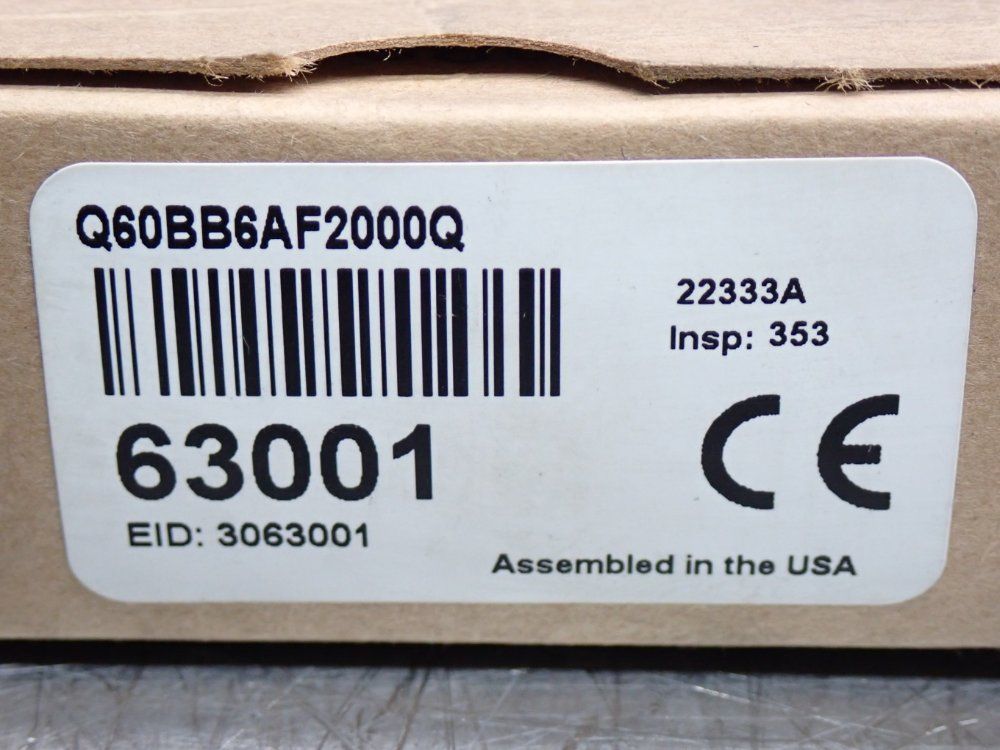 Q60BB6AF2000Q
22333A
Insp: 353
63001
CE
EID: 3063001
Assembled in the USA